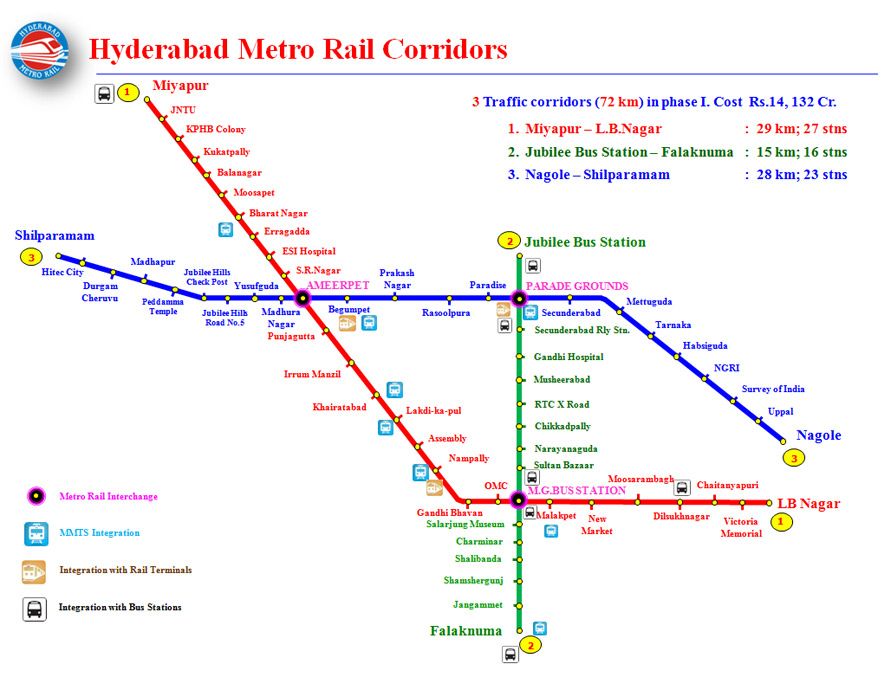 HYDERABAD
METRO RAIL
Hyderabad Metro Rail Corridors
3 Traffic corridors (72 km) in phase I. Cost Rs.14, 132 Cr.
1. Miyapur – L.B.Nagar : 29 km; 27 stns
2. Jubilee Bus Station – Falaknuma : 15 km; 16 stns
3. Nagole – Shilparamam : 28 km; 23 stns
1
Miyapur
JNTU
KPHB Colony
Kukatpally
Balanagar
Moosapet
Bharat Nagar
Erragadda
ESI Hospital
S.R.Nagar
AMEERPET
Shilparamam
3
Hitec City
Durgam
Cheruvu
Madhapur
Peddamma
Temple
Jubilee Hills
Check Post
Jubilee Hills
Road No.5
Yusufguda
Madhura
Nagar
Begumpet
Prakash
Nagar
Rasoolpura
Paradise
2
Jubilee Bus Station
PARADE GROUNDS
Secunderabad
Mettuguda
Tarnaka
Habsiguda
NGRI
Survey of India
Uppal
Nagole
3
Punjagutta
Irrum Manzil
Khairatabad
Lakdi-ka-pul
Assembly
Nampally
Gandhi Bhavan
OMC
Secunderabad Rly Stn.
Gandhi Hospital
Musheerabad
RTC X Road
Chikkadpally
Narayanaguda
Sultan Bazaar
M.G.BUS STATION
Malakpet
New
Market
Moosarambagh
Dilsukhnagar
Chaitanyapuri
Victoria
Memorial
LB Nagar
1
Salarjung Museum
Charminar
Shalibanda
Shamshergunj
Jangammet
Falaknuma
2
Metro Rail Interchange
MMTS Integration
Integration with Rail Terminals
Integration with Bus Stations